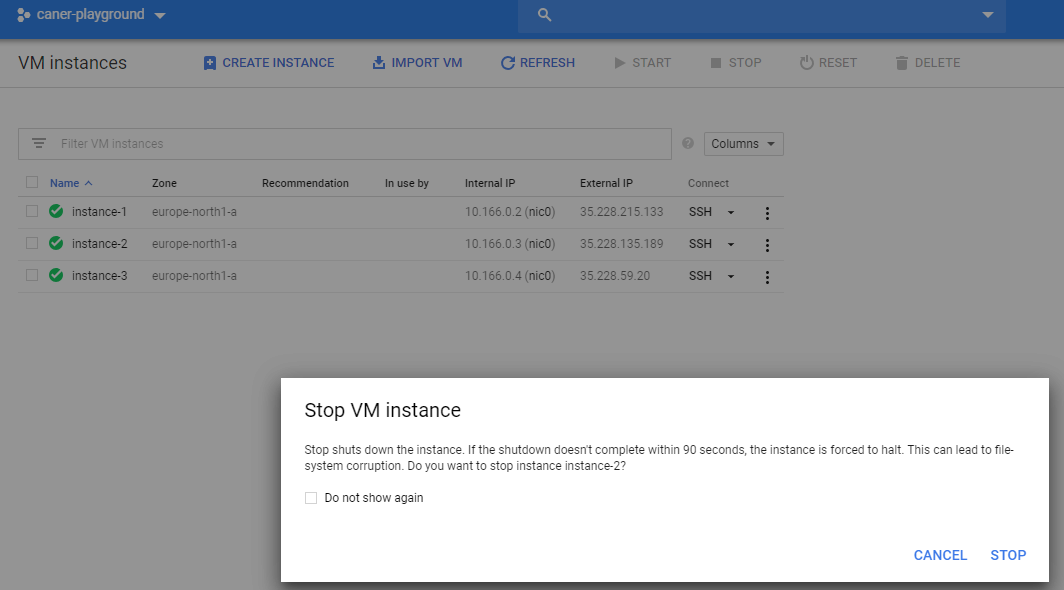 caner-playground
VM instances CREATE INSTANCE IMPORT VM REFRESH START STOP RESET DELETE
Filter VM instances ? Columns
Name Zone Recommendation In use by Internal IP External IP Connect
instance-1 europe-north1-a 10.166.0.2 (nic0) 35.228.215.133 SSH
instance-2 europe-north1-a 10.166.0.3 (nic0) 35.228.135.189 SSH
instance-3 europe-north1-a 10.166.0.4 (nic0) 35.228.59.20 SSH
Stop VM instance
Stop shuts down the instance. If the shutdown doesn't complete within 90 seconds, the instance is forced to halt. This can lead to file-
system corruption. Do you want to stop instance instance-2?
Do not show again
CANCEL STOP